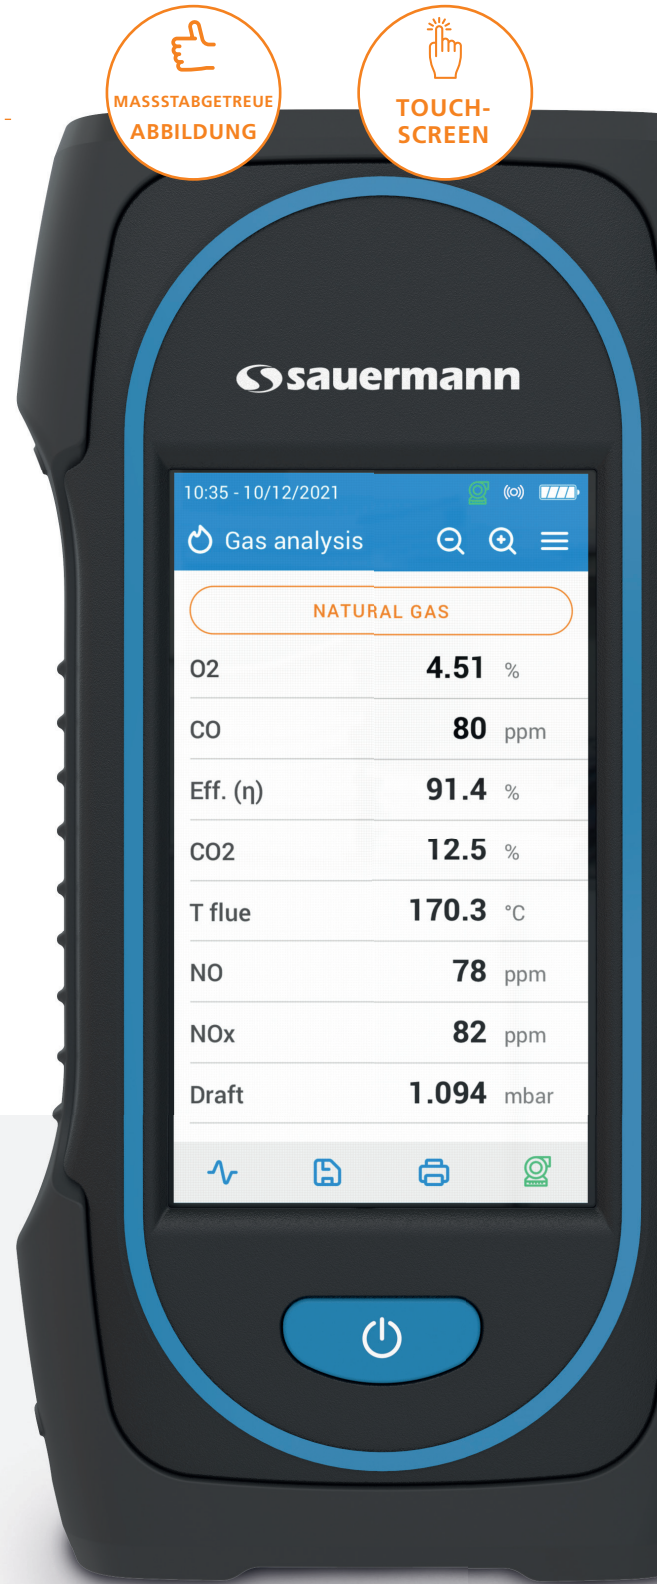 MASSSTABGETREUE
ABBILDUNG
TOUCH-
SCREEN
sauermann
10:35 - 10/12/2021
Gas analysis
NATURAL GAS
O2 4.51 %
CO 80 ppm
Eff. (η) 91.4 %
CO2 12.5 %
T flue 170.3 °C
NO 78 ppm
NOx 82 ppm
Draft 1.094 mbar